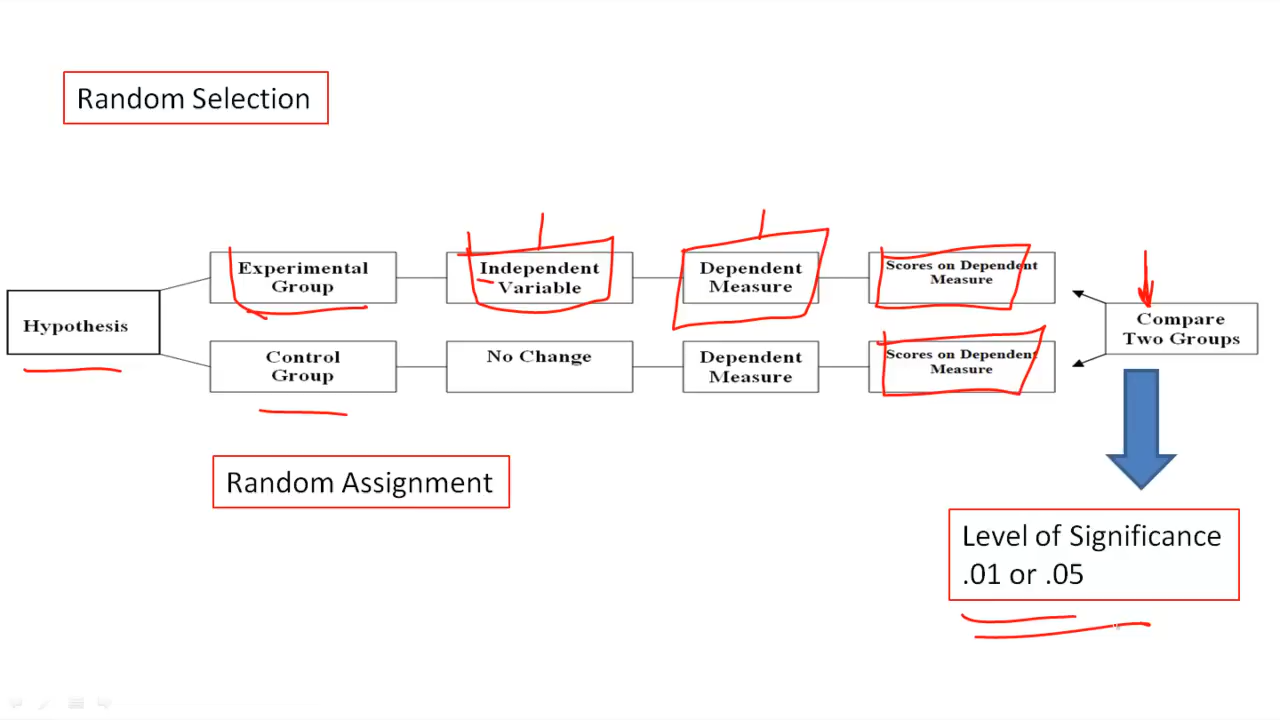 Random Selection
Experimental
Group
Independent
Variable
Dependent
Measure
Scores on Dependent
Measure
Hypothesis
Compare
Two Groups
Control
Group
No Change
Dependent
Measure
Scores on Dependent
Measure
Random Assignment
Level of Significance
.01 or .05